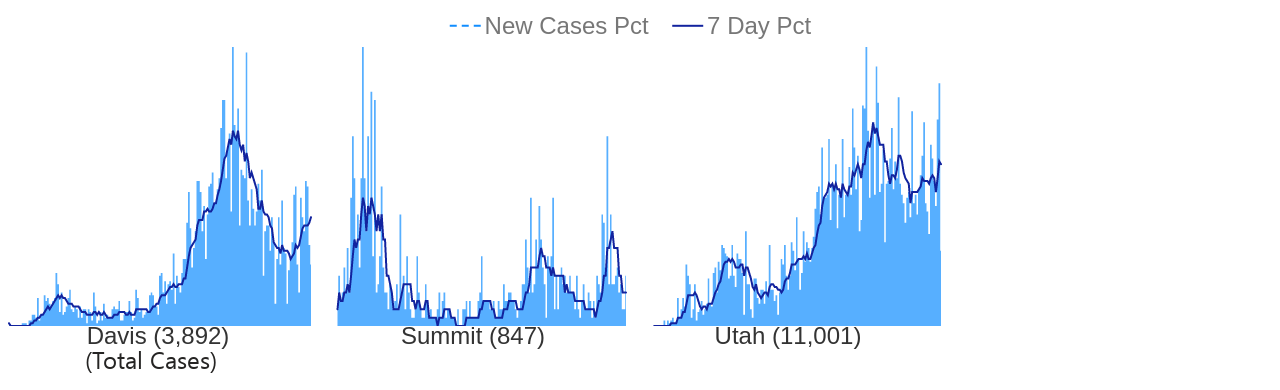 New Cases Pct 7 Day Pct
Davis (3,892) Summit (847) Utah (11,001)
(Total Cases)